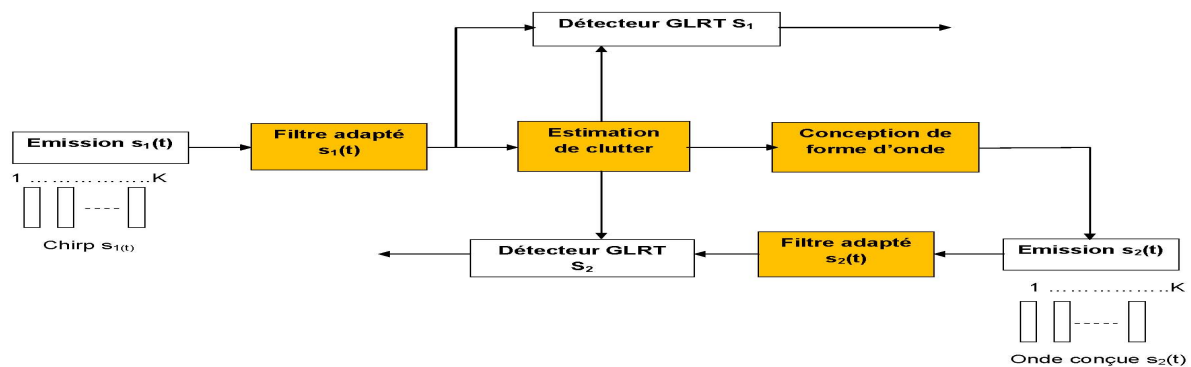 Détecteur GLRT S₁
Emission s₁(t)
Filtre adapté
s₁(t)
Estimation
de clutter
Conception de
forme d'onde
1 ……………..K
Chirp s₁(t)
Détecteur GLRT
S₂
Filtre adapté
s₂(t)
Emission s₂(t)
1 ……………..K
Onde conçue s₂(t)